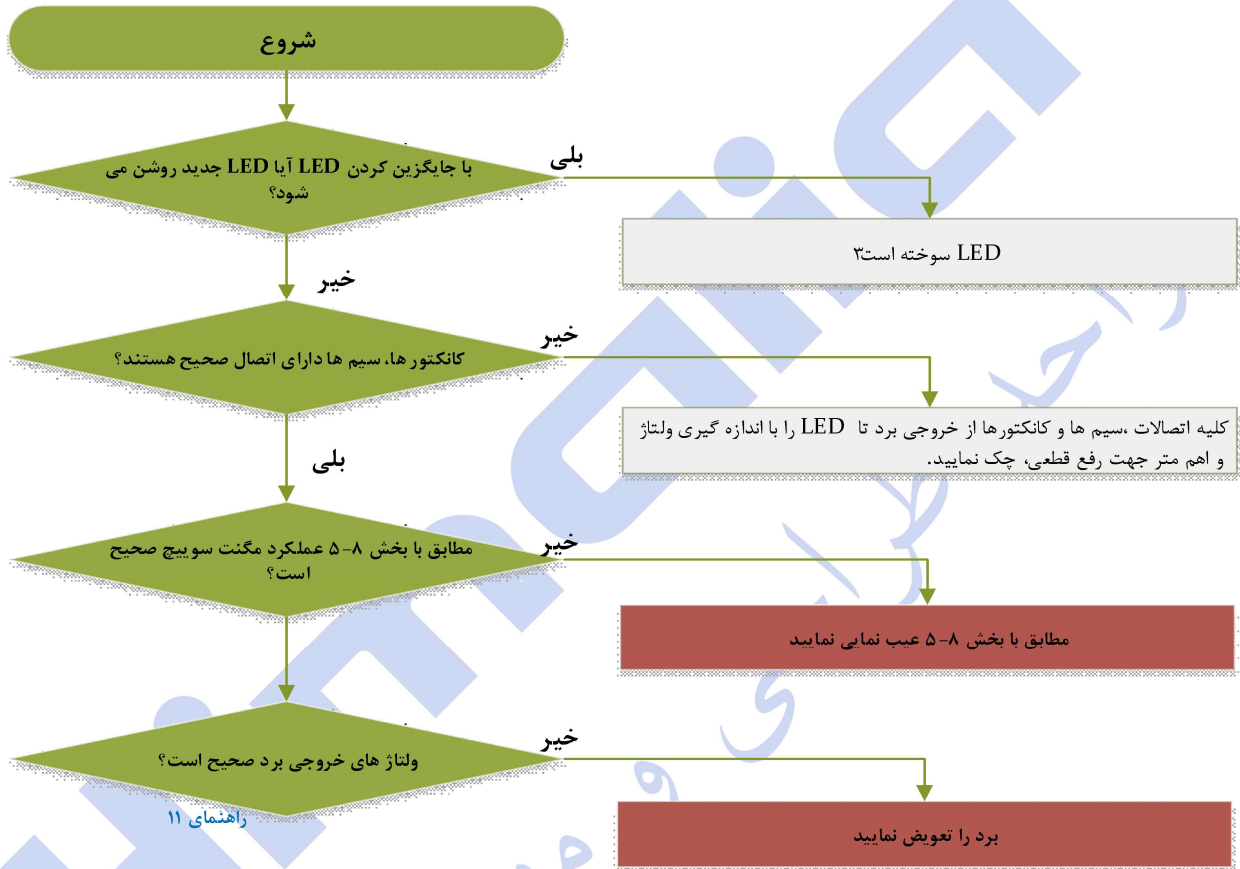 شروع
با جایگزین کردن LED آیا LED جدید روشن می
شود؟
بلی
LED سوخته است۳
خیر
کانکتور ها، سیم ها دارای اتصال صحیح هستند؟
خیر
کلیه اتصالات ،سیم ها و کانکتورها از خروجی برد تا LED را با اندازه گیری ولتاژ
و اهم متر جهت رفع قطعی، چک نمایید.
بلی
مطابق با بخش ۸-۵ عملکرد مگنت سوییچ صحیح
است؟
خیر
مطابق با بخش ۸-۵ عیب نمایی نمایید
ولتاژ های خروجی برد صحیح است؟
خیر
راهنمای ۱۱
برد را تعویض نمایید